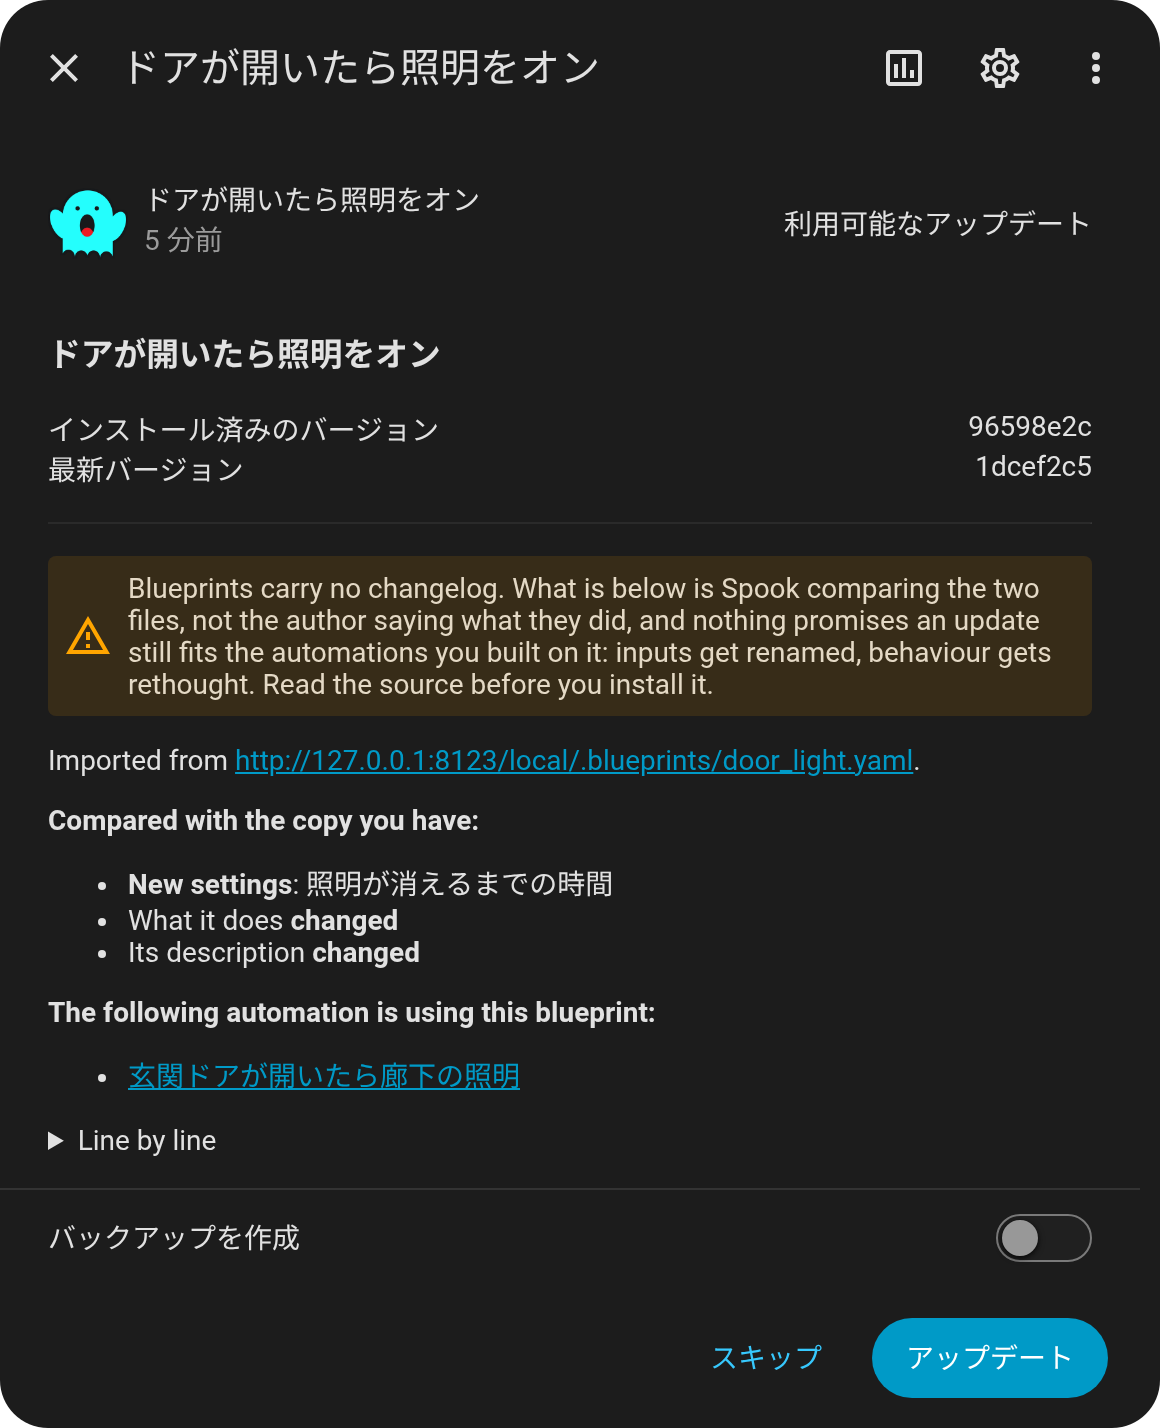 ドアが開いたら照明をオン
ドアが開いたら照明をオン
5 分前
利用可能なアップデート
ドアが開いたら照明をオン
インストール済みのバージョン 96598e2c
最新バージョン 1dcef2c5
Blueprints carry no changelog. What is below is Spook comparing the two
files, not the author saying what they did, and nothing promises an update
still fits the automations you built on it: inputs get renamed, behaviour gets
rethought. Read the source before you install it.
Imported from http://127.0.0.1:8123/local/.blueprints/door_light.yaml.
Compared with the copy you have:
• New settings: 照明が消えるまでの時間
• What it does changed
• Its description changed
The following automation is using this blueprint:
• 玄関ドアが開いたら廊下の照明
Line by line
バックアップを作成
スキップ アップデート